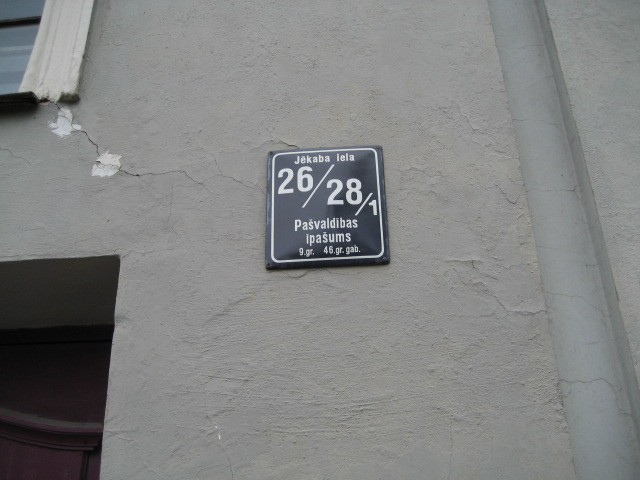 Jēkaba iela
26/28/1
Pašvaldības
īpašums
9.gr. 46.gr.gab.